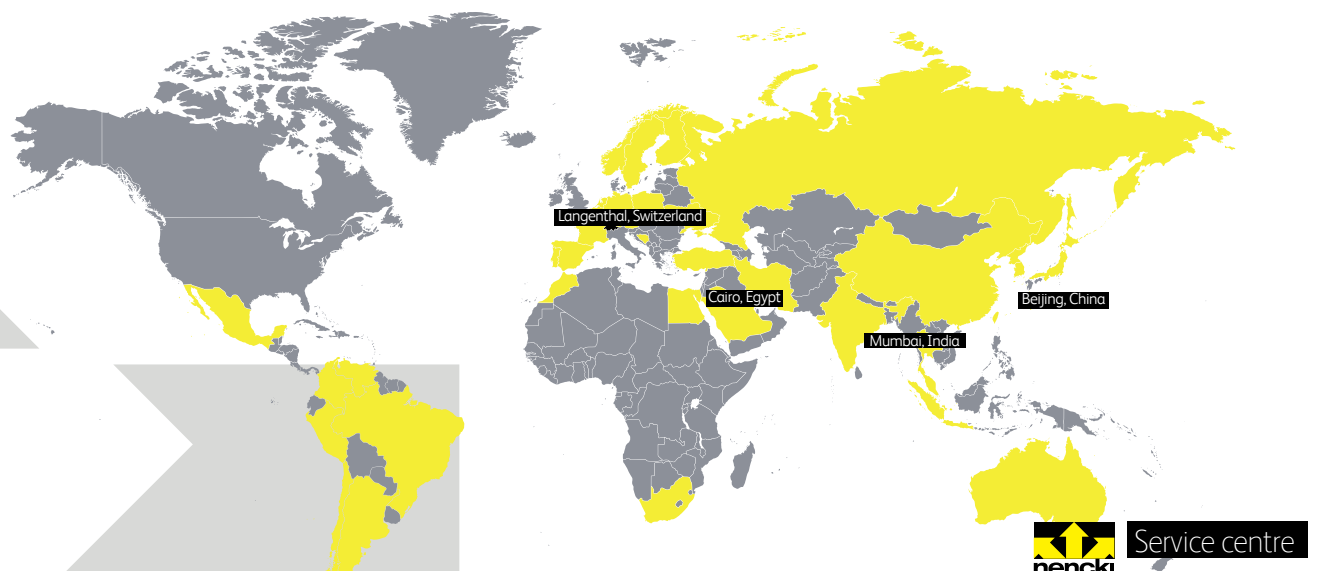 Langenthal, Switzerland
Cairo, Egypt
Beijing, China
Mumbai, India
Service centre
nencki